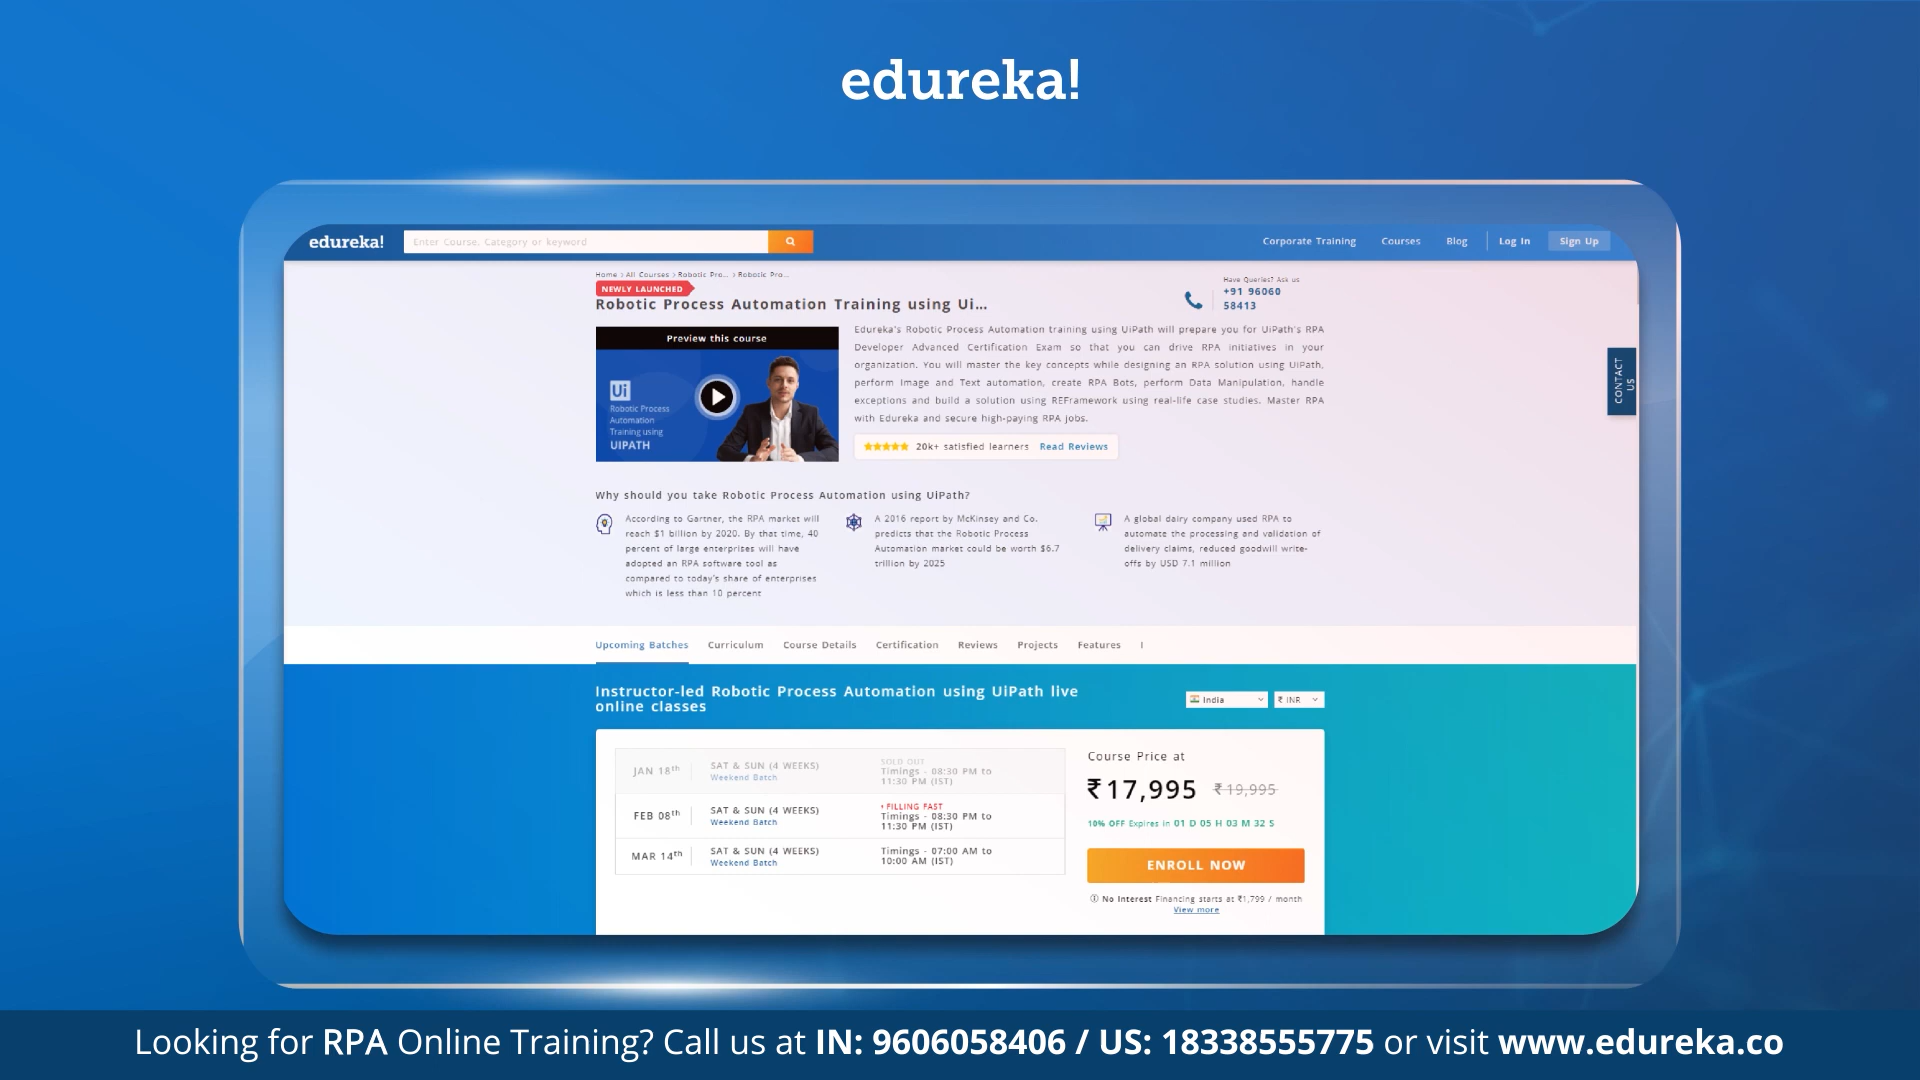 edureka!
edureka!
Enter Course, Category or keyword
Corporate Training
Courses
Blog
Log In
Sign Up
Home › All Courses › Robotic Pro... › Robotic Pro...
NEWLY LAUNCHED
Robotic Process Automation Training using Ui...
Have Queries? Ask us
+91 96060
58413
Preview this course
Ui
Robotic Process
Automation
Training using
UIPATH
Edureka's Robotic Process Automation training using UiPath will prepare you for UiPath's RPA
Developer Advanced Certification Exam so that you can drive RPA initiatives in your
organization. You will master the key concepts while designing an RPA solution using UiPath,
perform Image and Text automation, create RPA Bots, perform Data Manipulation, handle
exceptions and build a solution using REFramework using real-life case studies. Master RPA
with Edureka and secure high-paying RPA jobs.
20k+ satisfied learners Read Reviews
CONTACT
US
Why should you take Robotic Process Automation using UiPath?
According to Gartner, the RPA market will
reach $1 billion by 2020. By that time, 40
percent of large enterprises will have
adopted an RPA software tool as
compared to today's share of enterprises
which is less than 10 percent
A 2016 report by McKinsey and Co.
predicts that the Robotic Process
Automation market could be worth $6.7
trillion by 2025
A global dairy company used RPA to
automate the processing and validation of
delivery claims, reduced goodwill write-
offs by USD 7.1 million
Upcoming Batches
Curriculum
Course Details
Certification
Reviews
Projects
Features
Instructor-led Robotic Process Automation using UiPath live
online classes
India
₹ INR
JAN 18th
SAT & SUN (4 WEEKS)
Weekend Batch
SOLD OUT
Timings - 08:30 PM to
11:30 PM (IST)
FEB 08th
SAT & SUN (4 WEEKS)
Weekend Batch
FILLING FAST
Timings - 08:30 PM to
11:30 PM (IST)
MAR 14th
SAT & SUN (4 WEEKS)
Weekend Batch
Timings - 07:00 AM to
10:00 AM (IST)
Course Price at
₹ 17,995 ₹ 19,995
10% OFF Expires in 01 D 05 H 03 M 32 S
ENROLL NOW
No Interest Financing starts at ₹1,799 / month
View more
Looking for RPA Online Training? Call us at IN: 9606058406 / US: 18338555775 or visit www.edureka.co